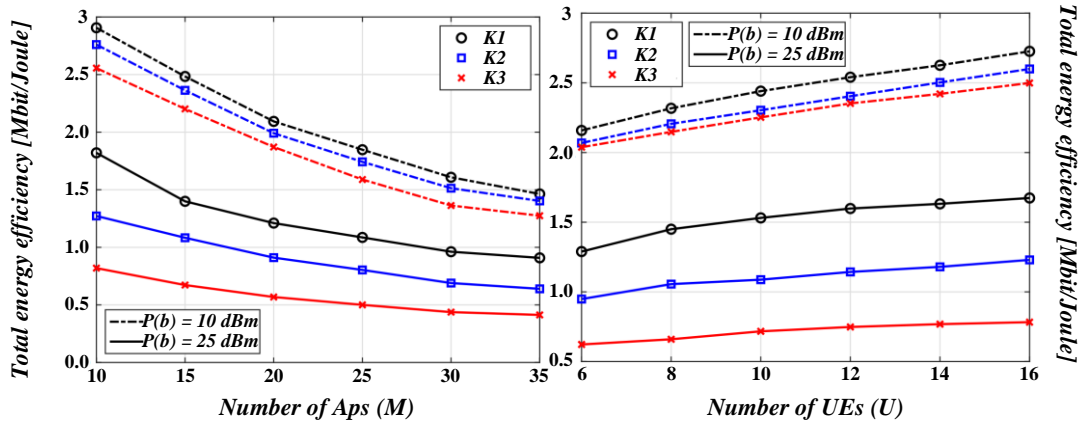 Total energy efficiency [Mbit/Joule]
3
2.5
2.0
1.5
1.0
0.5
0.0
K1
K2
K3
P(b) = 10 dBm
P(b) = 25 dBm
10 15 20 25 30 35
Number of Aps (M)
3
2.5
2.0
1.5
1.0
0.5
K1
K2
K3
P(b) = 10 dBm
P(b) = 25 dBm
6 8 10 12 14 16
Number of UEs (U)
Total energy efficiency [Mbit/Joule]